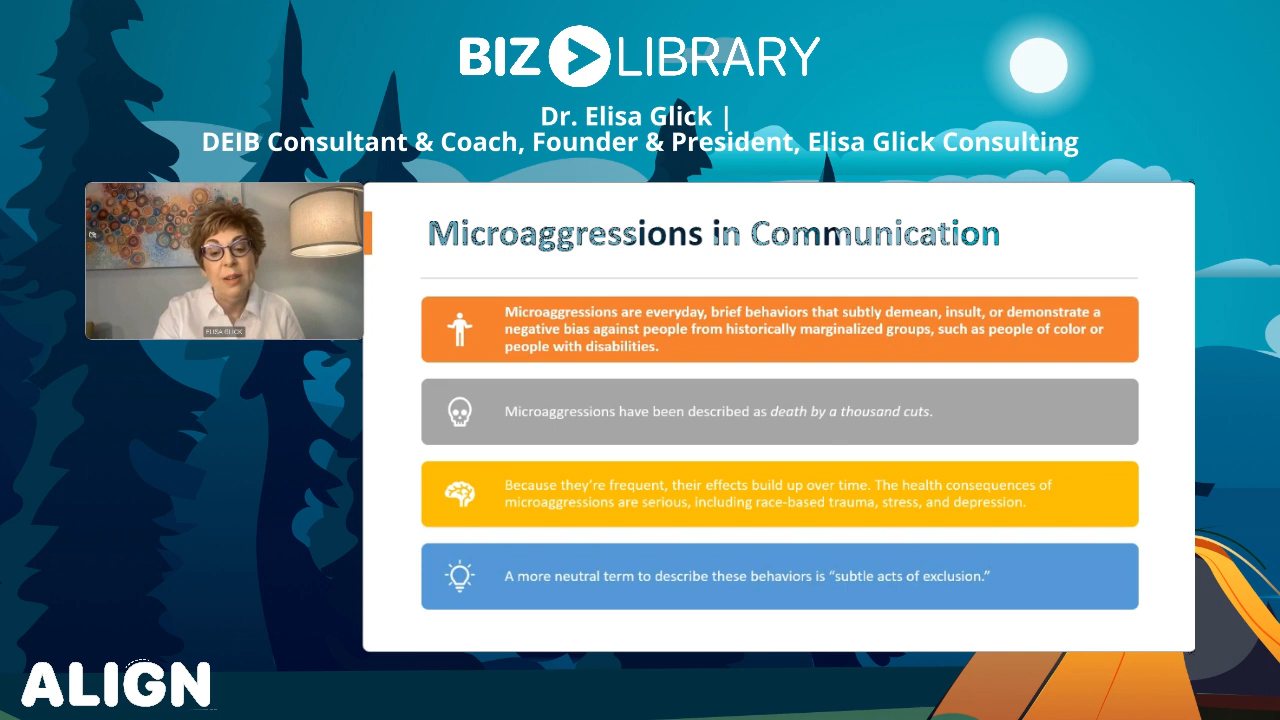 BIZ LIBRARY
Dr. Elisa Glick |
DEIB Consultant & Coach, Founder & President, Elisa Glick Consulting
ELISA GLICK
Microaggressions in Communication
Microaggressions are everyday, brief behaviors that subtly demean, insult, or demonstrate a
negative bias against people from historically marginalized groups, such as people of color or
people with disabilities.
Microaggressions have been described as death by a thousand cuts.
Because they're frequent, their effects build up over time. The health consequences of
microaggressions are serious, including race-based trauma, stress, and depression.
A more neutral term to describe these behaviors is “subtle acts of exclusion.”
ALIGN